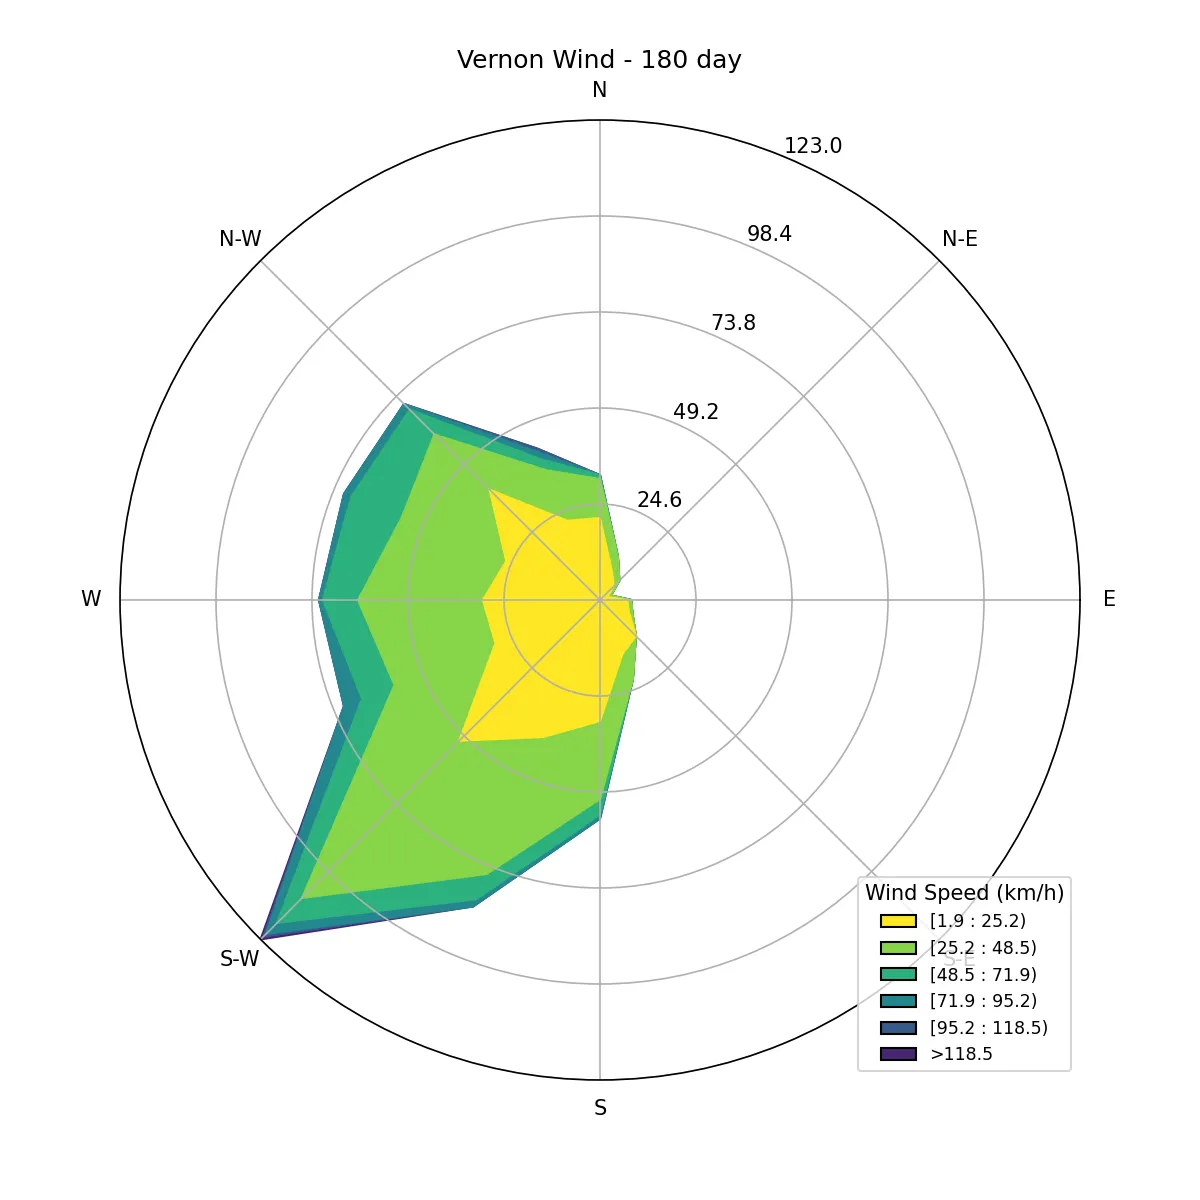 Vernon Wind - 180 day
N
123.0
N-W
98.4
N-E
73.8
49.2
24.6
W
E
S-W
S-E
S
Wind Speed (km/h)
[1.9 : 25.2)
[25.2 : 48.5)
[48.5 : 71.9)
[71.9 : 95.2)
[95.2 : 118.5)
>118.5